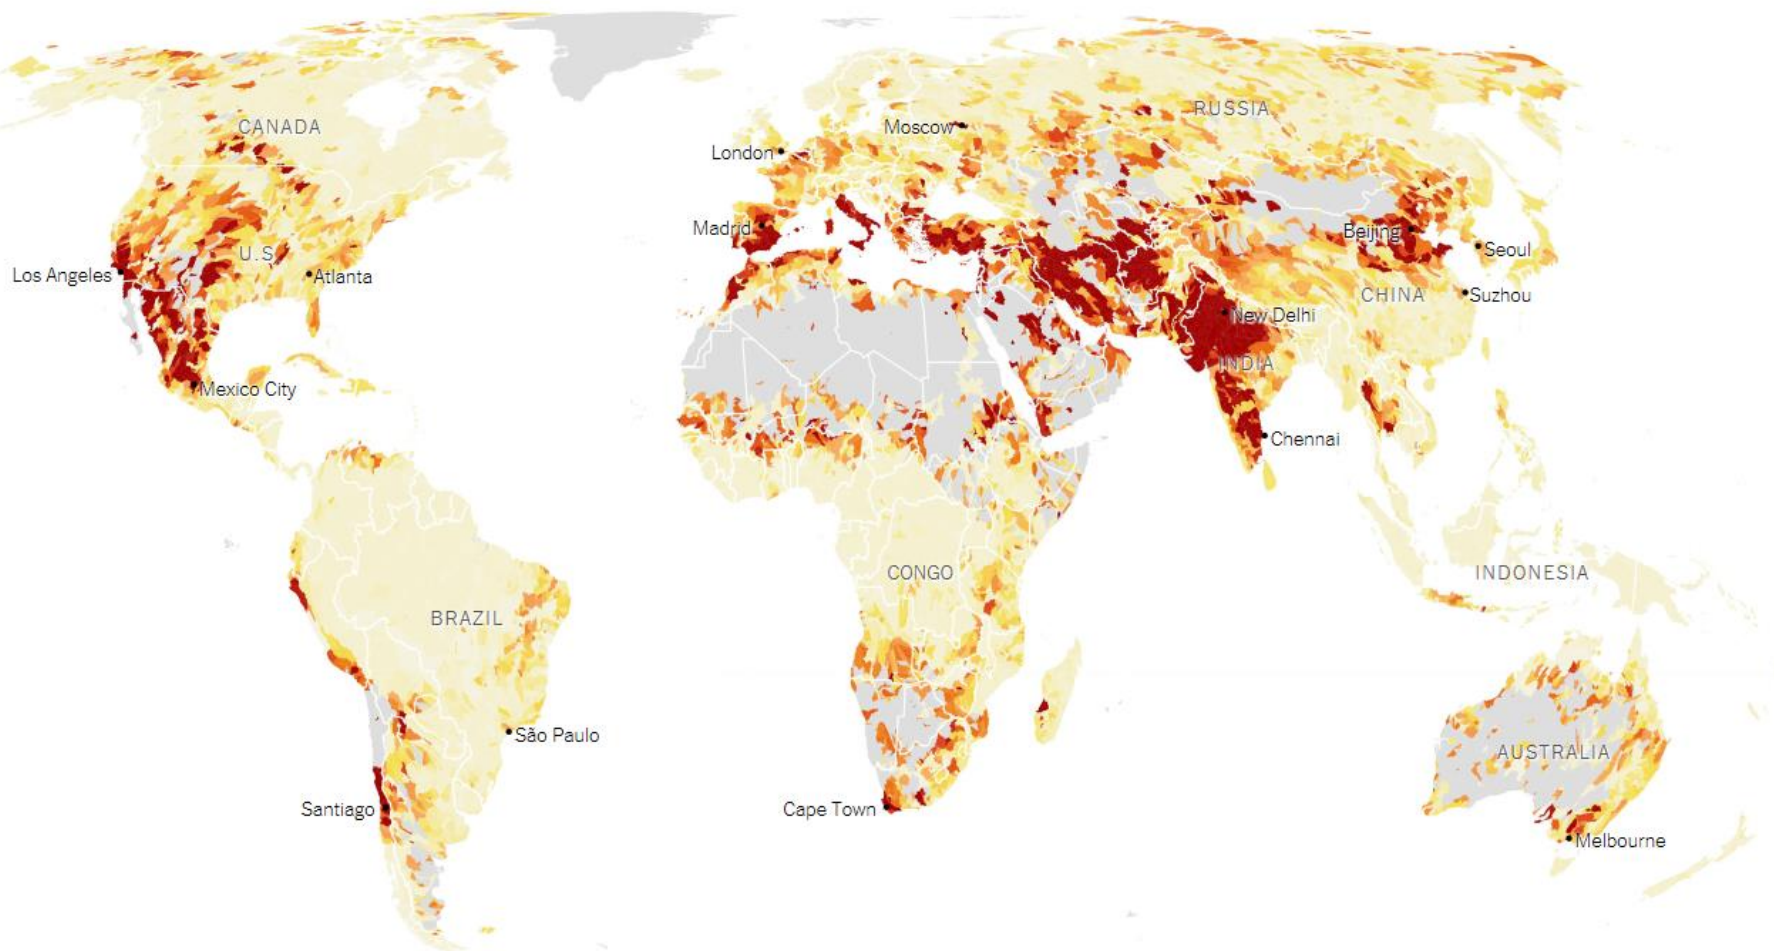 RUSSIA
CANADA
Moscow
London
Madrid
Beijing
U.S.
Seoul
Los Angeles
Atlanta
CHINA
Suzhou
New Delhi
INDIA
Mexico City
Chennai
CONGO
INDONESIA
BRAZIL
São Paulo
AUSTRALIA
Santiago
Cape Town
Melbourne